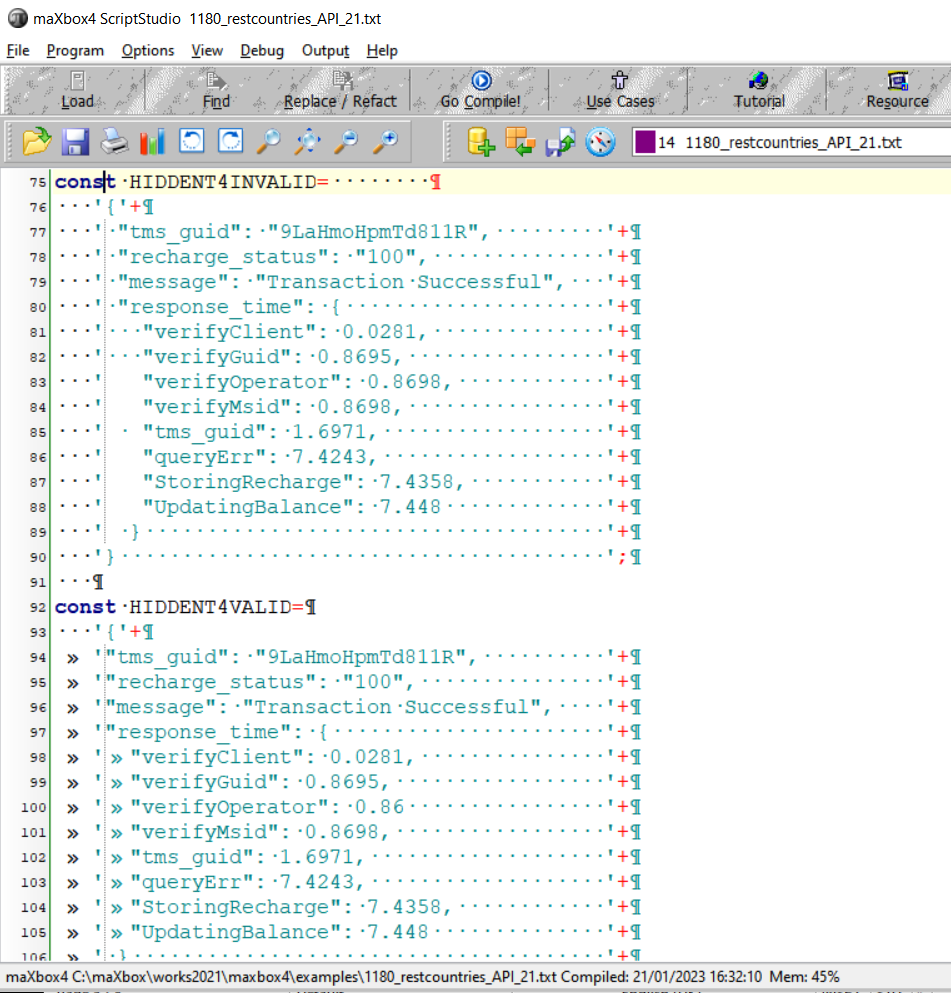 maXbox4 ScriptStudio 1180_restcountries_API_21.txt
File Program Options View Debug Output Help
Load Find Replace / Refact Go Compile! Use Cases Tutorial Resource
14 1180_restcountries_API_21.txt
75 const·HIDDENT4INVALID=·········¶
76 ···'{'+¶
77 ···'·"tms_guid":·"9LaHmoHpmTd811R",·········'+¶
78 ···'·"recharge_status":·"100",··············'+¶
79 ···'·"message":·"Transaction·Successful",···'+¶
80 ···'·"response_time":·{·····················'+¶
81 ···'···"verifyClient":·0.0281,··············'+¶
82 ···'···"verifyGuid":·0.8695,················'+¶
83 ···'   "verifyOperator":·0.8698,············'+¶
84 ···'   "verifyMsid":·0.8698,················'+¶
85 ···' · "tms_guid":·1.6971,··················'+¶
86 ···'   "queryErr":·7.4243,··················'+¶
87 ···'   "StoringRecharge":·7.4358,···········'+¶
88 ···'   "UpdatingBalance":·7.448·············'+¶
89 ···' ·}·····································'+¶
90 ···'}······································';¶
91 ···¶
92 const·HIDDENT4VALID=¶
93 ···'{'+¶
94 » '"tms_guid":·"9LaHmoHpmTd811R",··········'+¶
95 » '"recharge_status":·"100",···············'+¶
96 » '"message":·"Transaction·Successful",····'+¶
97 » '"response_time":·{······················'+¶
98 » '»"verifyClient":·0.0281,···············'+¶
99 » '»"verifyGuid":·0.8695,·················'+¶
100 » '»"verifyOperator":·0.86················'+¶
101 » '»"verifyMsid":·0.8698,·················'+¶
102 » '»"tms_guid":·1.6971,···················'+¶
103 » '»"queryErr":·7.4243,···················'+¶
104 » '»"StoringRecharge":·7.4358,············'+¶
105 » '»"UpdatingBalance":·7.448··············'+¶
106 » '·}·····································'+¶
maXbox4 C:\maXbox\works2021\maxbox4\examples\1180_restcountries_API_21.txt Compiled: 21/01/2023 16:32:10 Mem: 45%